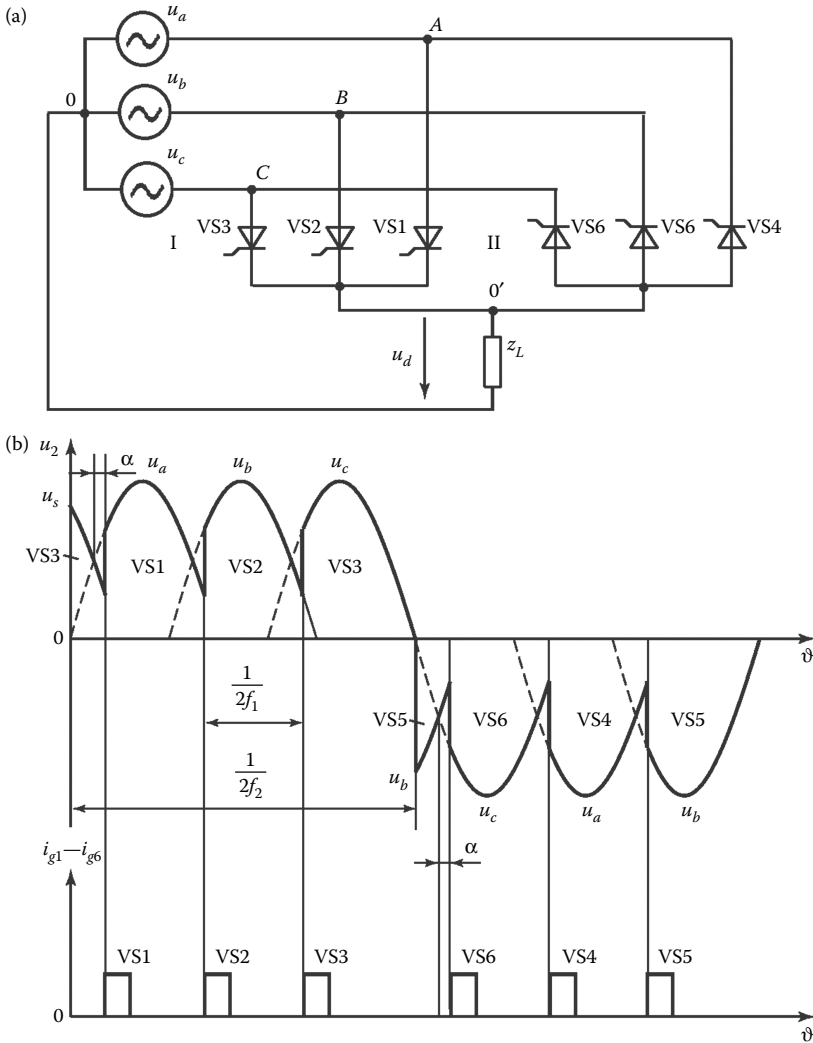 (a)
u_a
A
u_b
0
B
u_c
C
I
VS3
VS2
VS1
II
VS6
VS6
VS4
0′
u_d
z_L
(b)
u_2
α
u_a
u_b
u_c
u_s
VS3
VS1
VS2
VS3
0
ϑ
1/2f_1
VS5
VS6
VS4
VS5
1/2f_2
u_b
u_c
u_a
u_b
i_g1—i_g6
α
VS1
VS2
VS3
VS6
VS4
VS5
0
ϑ